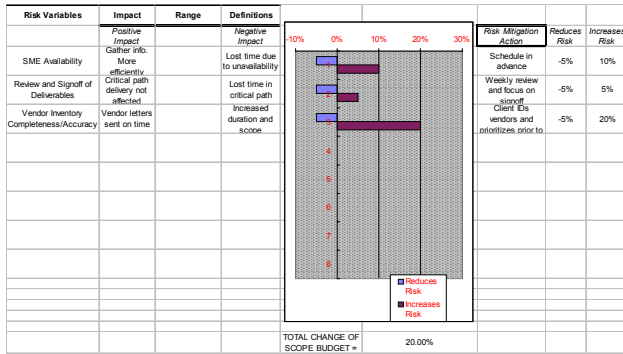 Risk Variables Impact Range Definitions
Positive Impact Negative Impact Risk Mitigation Action Reduces Risk Increases Risk
-10% 0% 10% 20% 30%
SME Availability Gather info. More efficiently Lost time due to unavailability 1 Schedule in advance -5% 10%
Review and Signoff of Deliverables Critical path delivery not affected Lost time in critical path 2 Weekly review and focus on signoff -5% 5%
Vendor Inventory Completeness/Accuracy Vendor letters sent on time Increased duration and scope 3 Client IDs vendors and prioritizes prior to -5% 20%
4
5
6
7
8
Reduces Risk
Increases Risk
TOTAL CHANGE OF SCOPE BUDGET = 20.00%